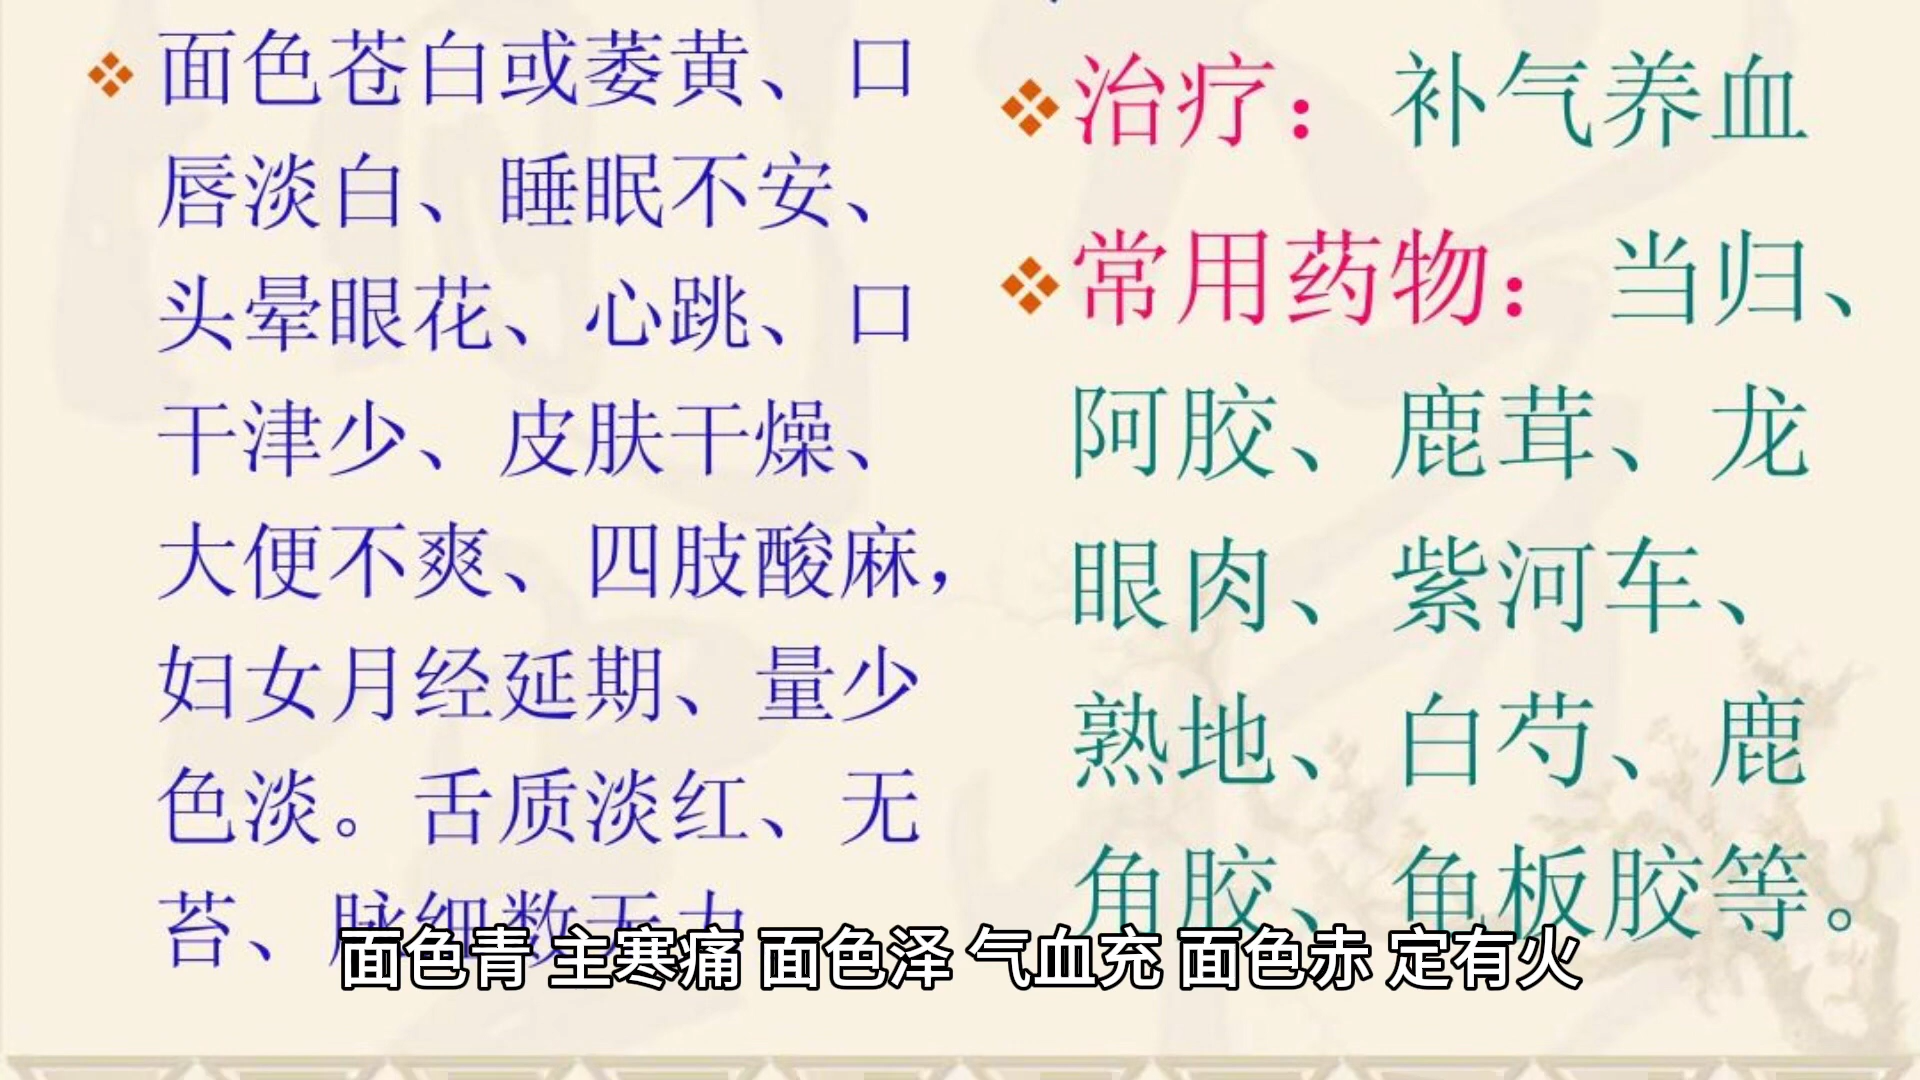 面色苍白或萎黄、口
唇淡白、睡眠不安、
头晕眼花、心跳、口
干津少、皮肤干燥、
大便不爽、四肢酸麻，
妇女月经延期、量少
色淡。舌质淡红、无
苔、脉细数无力
治疗：补气养血
常用药物：当归、
阿胶、鹿茸、龙
眼肉、紫河车、
熟地、白芍、鹿
角胶、龟板胶等。
面色青 主寒痛 面色泽 气血充 面色赤 定有火